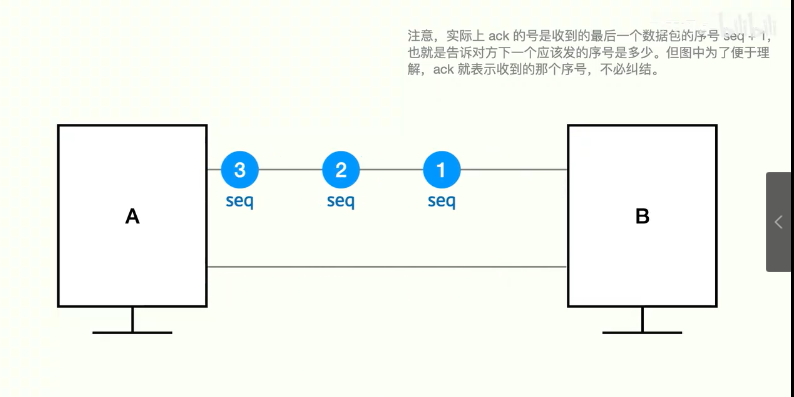 注意，实际上 ack 的号是收到的最后一个数据包的序号 seq + 1，
也就是告诉对方下一个应该发的序号是多少。但图中为了便于理
解，ack 就表示收到的那个序号，不必纠结。
A
3
2
1
B
seq
seq
seq